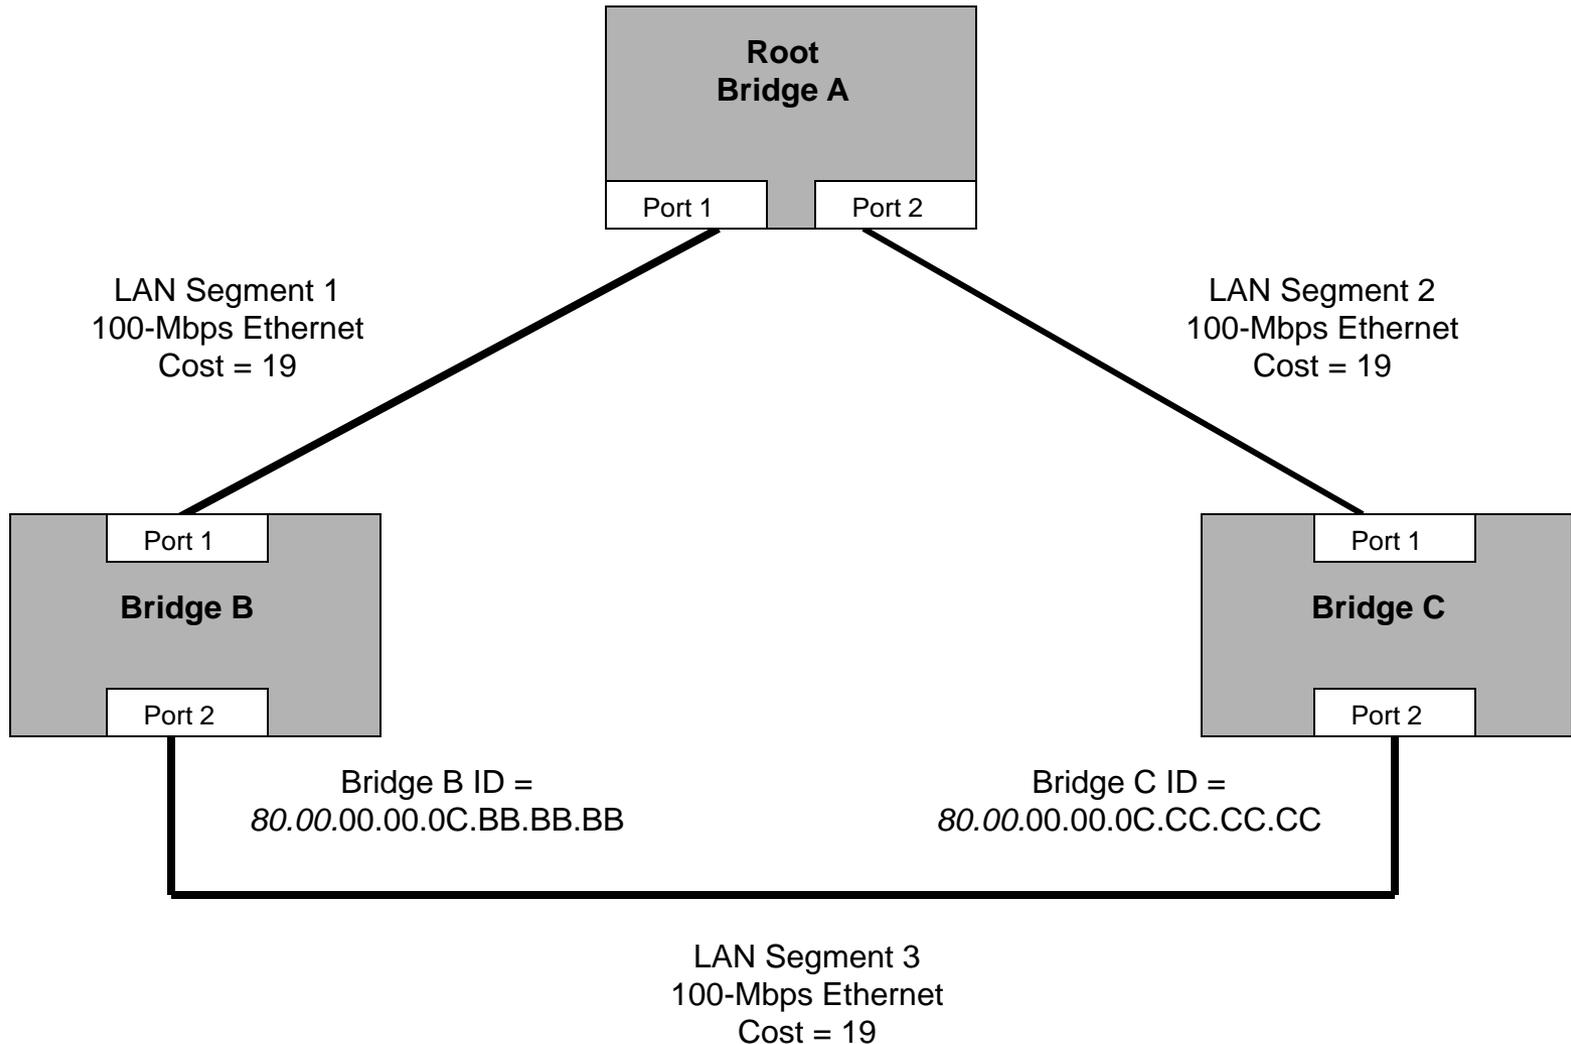 Root
Bridge A
Port 1
Port 2
LAN Segment 1
100-Mbps Ethernet
Cost = 19
LAN Segment 2
100-Mbps Ethernet
Cost = 19
Port 1
Bridge B
Port 2
Port 1
Bridge C
Port 2
Bridge B ID =
80.00.00.00.0C.BB.BB.BB
Bridge C ID =
80.00.00.00.0C.CC.CC.CC
LAN Segment 3
100-Mbps Ethernet
Cost = 19